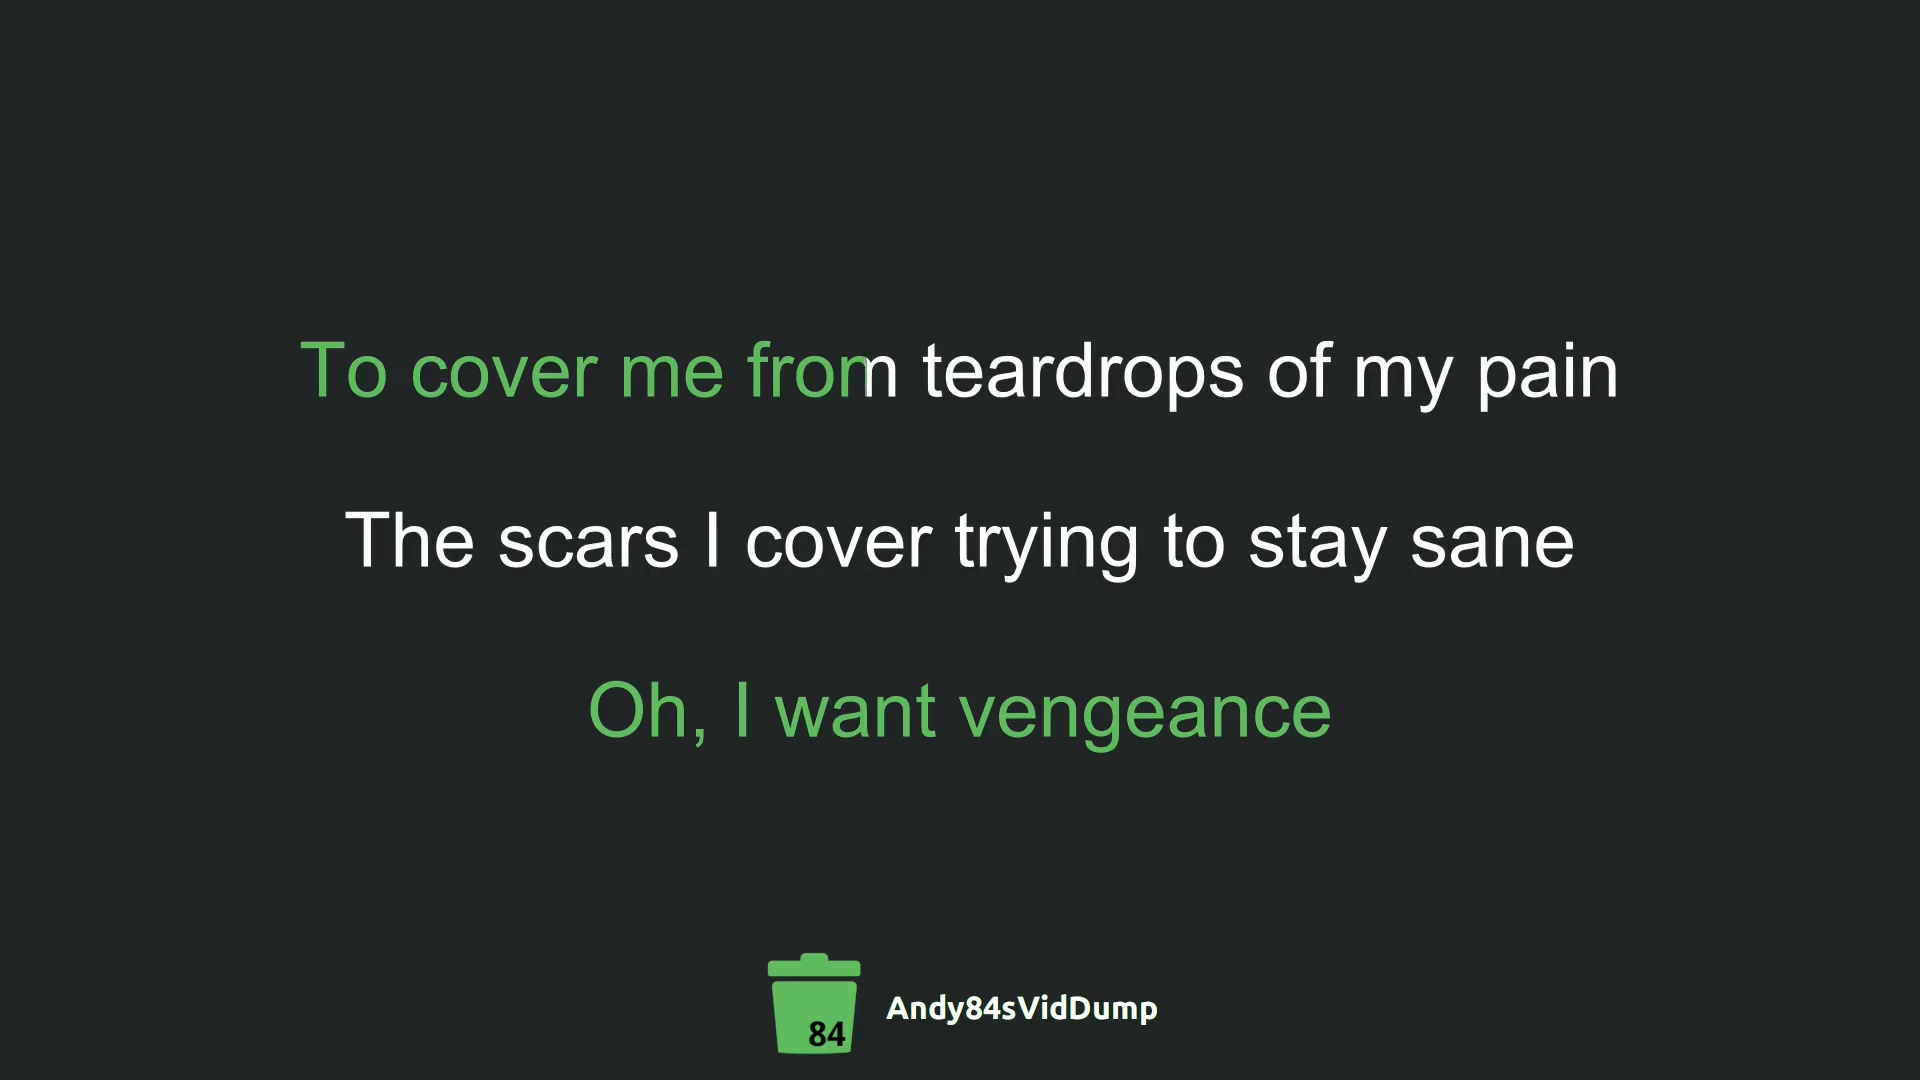 To cover me from teardrops of my pain
The scars I cover trying to stay sane
Oh, I want vengeance
84
Andy84sVidDump